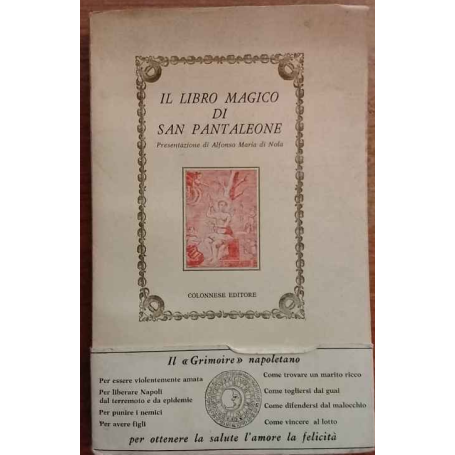 IL LIBRO MAGICO
DI
SAN PANTALEONE
Presentazione di Alfonso Maria di Nola
COLONNESE EDITORE
Il «Grimoire» napoletano
Per essere violentemente amata
Per liberare Napoli
dal terremoto e da epidemie
Per punire i nemici
Per avere figli
Come trovare un marito ricco
Come togliersi dai guai
Come difendersi dal malocchio
Come vincere al lotto
per ottenere la salute l'amore la felicità